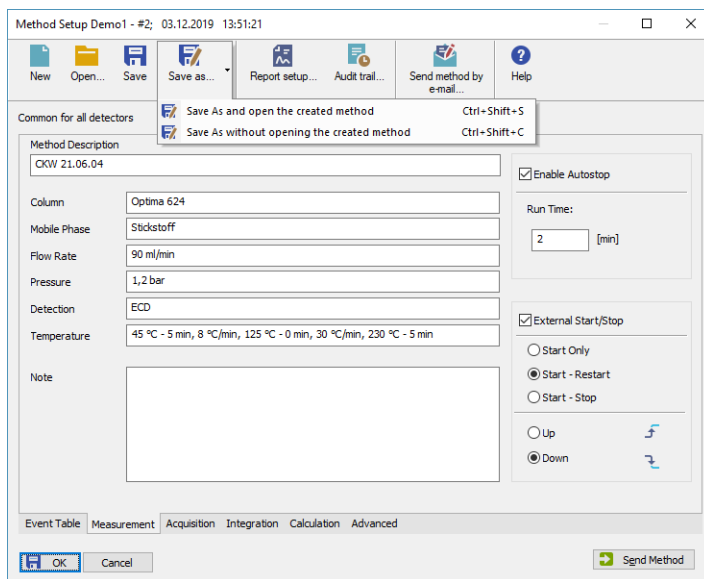 Method Setup Demo1 - #2; 03.12.2019 13:51:21
New Open... Save Save as... Report setup... Audit trail... Send method by e-mail... Help
Save As and open the created method Ctrl+Shift+S
Save As without opening the created method Ctrl+Shift+C
Common for all detectors
Method Description
CKW 21.06.04
Column Optima 624
Mobile Phase Stickstoff
Flow Rate 90 ml/min
Pressure 1,2 bar
Detection ECD
Temperature 45 °C - 5 min, 8 °C/min, 125 °C - 0 min, 30 °C/min, 230 °C - 5 min
Note
Enable Autostop
Run Time:
2 [min]
External Start/Stop
Start Only
Start - Restart
Start - Stop
Up
Down
Event Table Measurement Acquisition Integration Calculation Advanced
OK Cancel Send Method